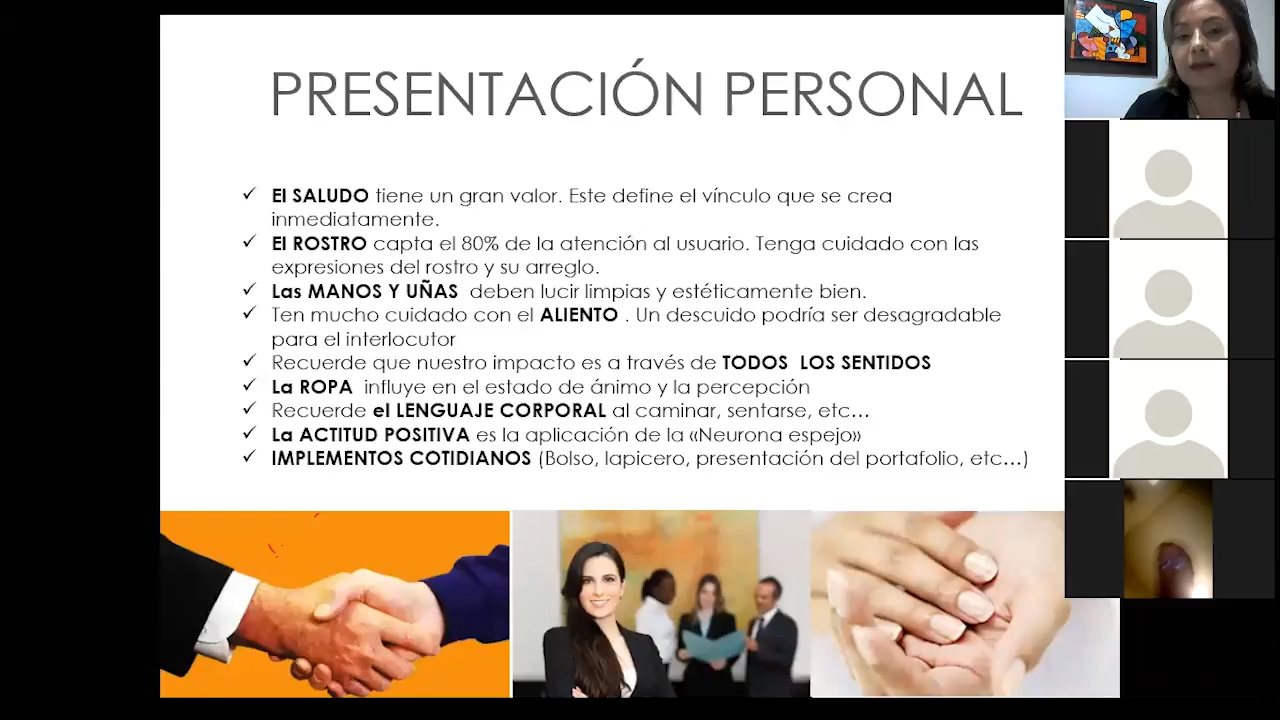 PRESENTACIÓN PERSONAL
✓ El SALUDO tiene un gran valor. Este define el vínculo que se crea
inmediatamente.
✓ El ROSTRO capta el 80% de la atención al usuario. Tenga cuidado con las
expresiones del rostro y su arreglo.
✓ Las MANOS Y UÑAS deben lucir limpias y estéticamente bien.
✓ Ten mucho cuidado con el ALIENTO . Un descuido podría ser desagradable
para el interlocutor
✓ Recuerde que nuestro impacto es a través de TODOS LOS SENTIDOS
✓ La ROPA influye en el estado de ánimo y la percepción
✓ Recuerde el LENGUAJE CORPORAL al caminar, sentarse, etc…
✓ La ACTITUD POSITIVA es la aplicación de la «Neurona espejo»
✓ IMPLEMENTOS COTIDIANOS (Bolso, lapicero, presentación del portafolio, etc…)